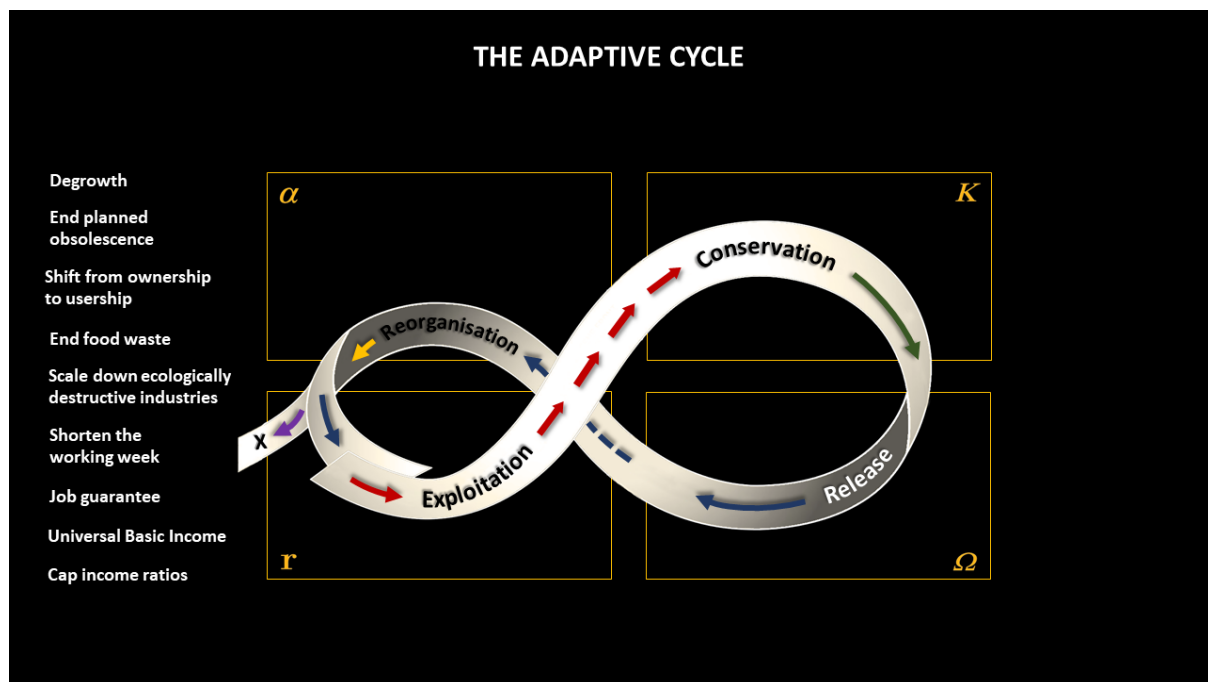 THE ADAPTIVE CYCLE
Degrowth
End planned
obsolescence
Shift from ownership
to usership
End food waste
Scale down ecologically
destructive industries
Shorten the
working week
Job guarantee
Universal Basic Income
Cap income ratios
α
K
Conservation
Reorganisation
X
Exploitation
Release
r
Ω